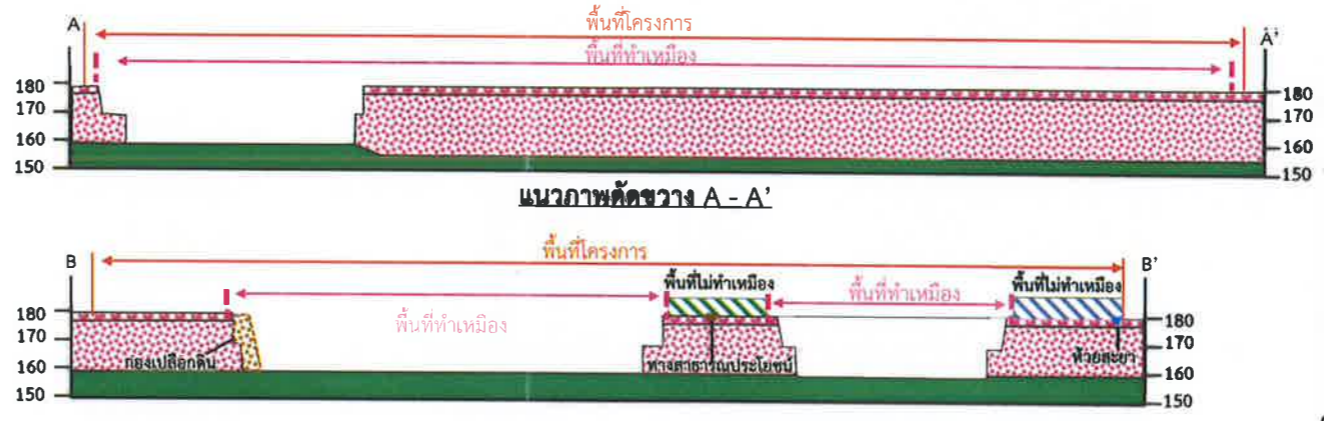 พื้นที่โครงการ
A A'
พื้นที่ทำเหมือง
180 180
170 170
160 160
150 150
แนวภาพตัดขวาง A - A'
พื้นที่โครงการ
B B'
พื้นที่ไม่ทำเหมือง พื้นที่ไม่ทำเหมือง
พื้นที่ทำเหมือง พื้นที่ทำเหมือง
180 180
170 170
กองเปลือกดิน ทางสาธารณประโยชน์ ห้วยสะยา
160 160
150 150